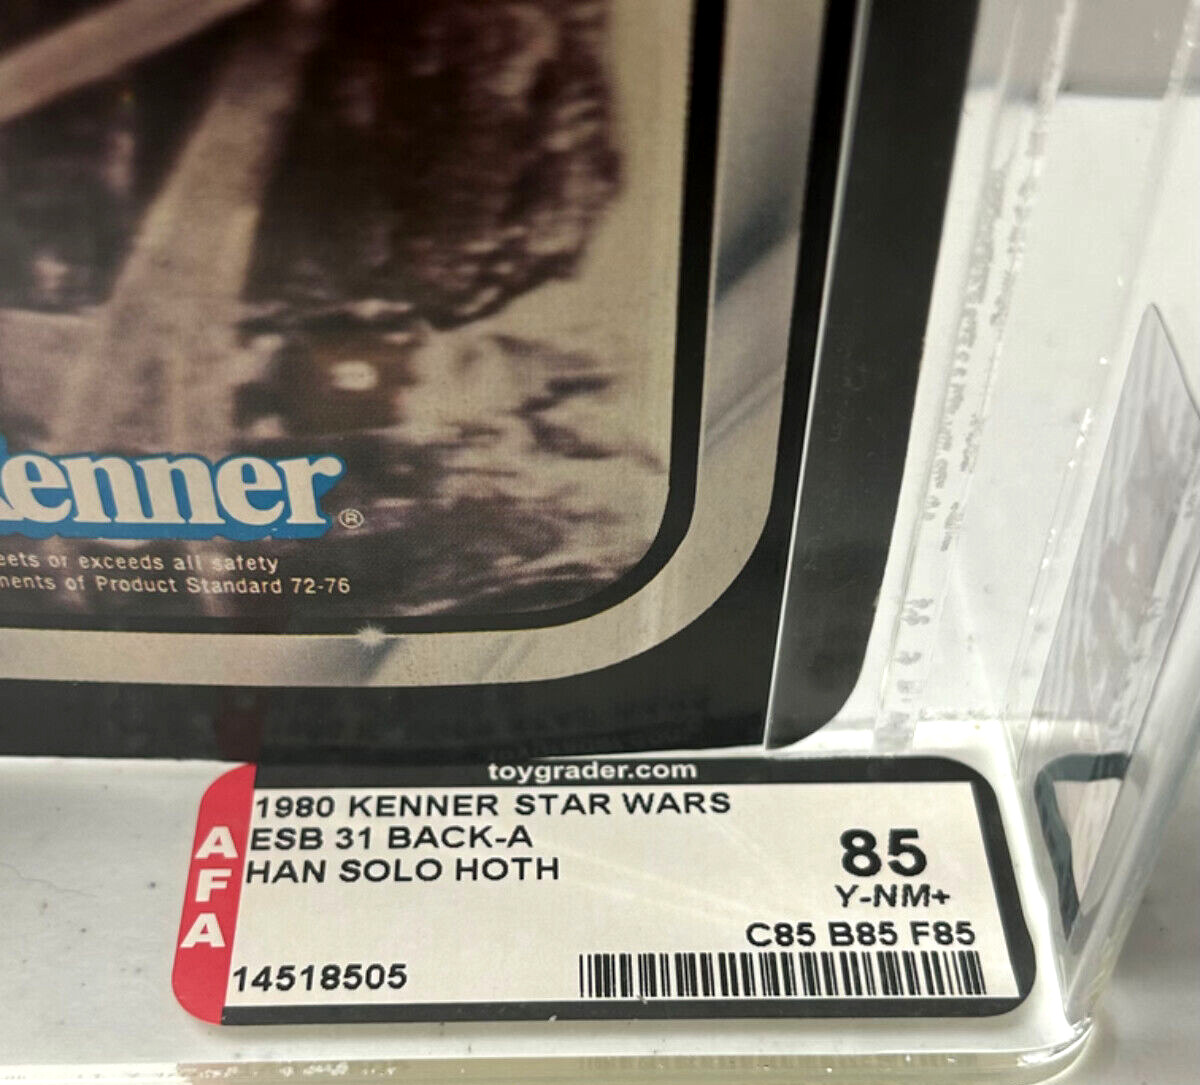 enner®
eets or exceeds all safety
ments of Product Standard 72-76
toygrader.com
AFA
1980 KENNER STAR WARS
ESB 31 BACK-A
HAN SOLO HOTH
85
Y-NM+
C85 B85 F85
14518505